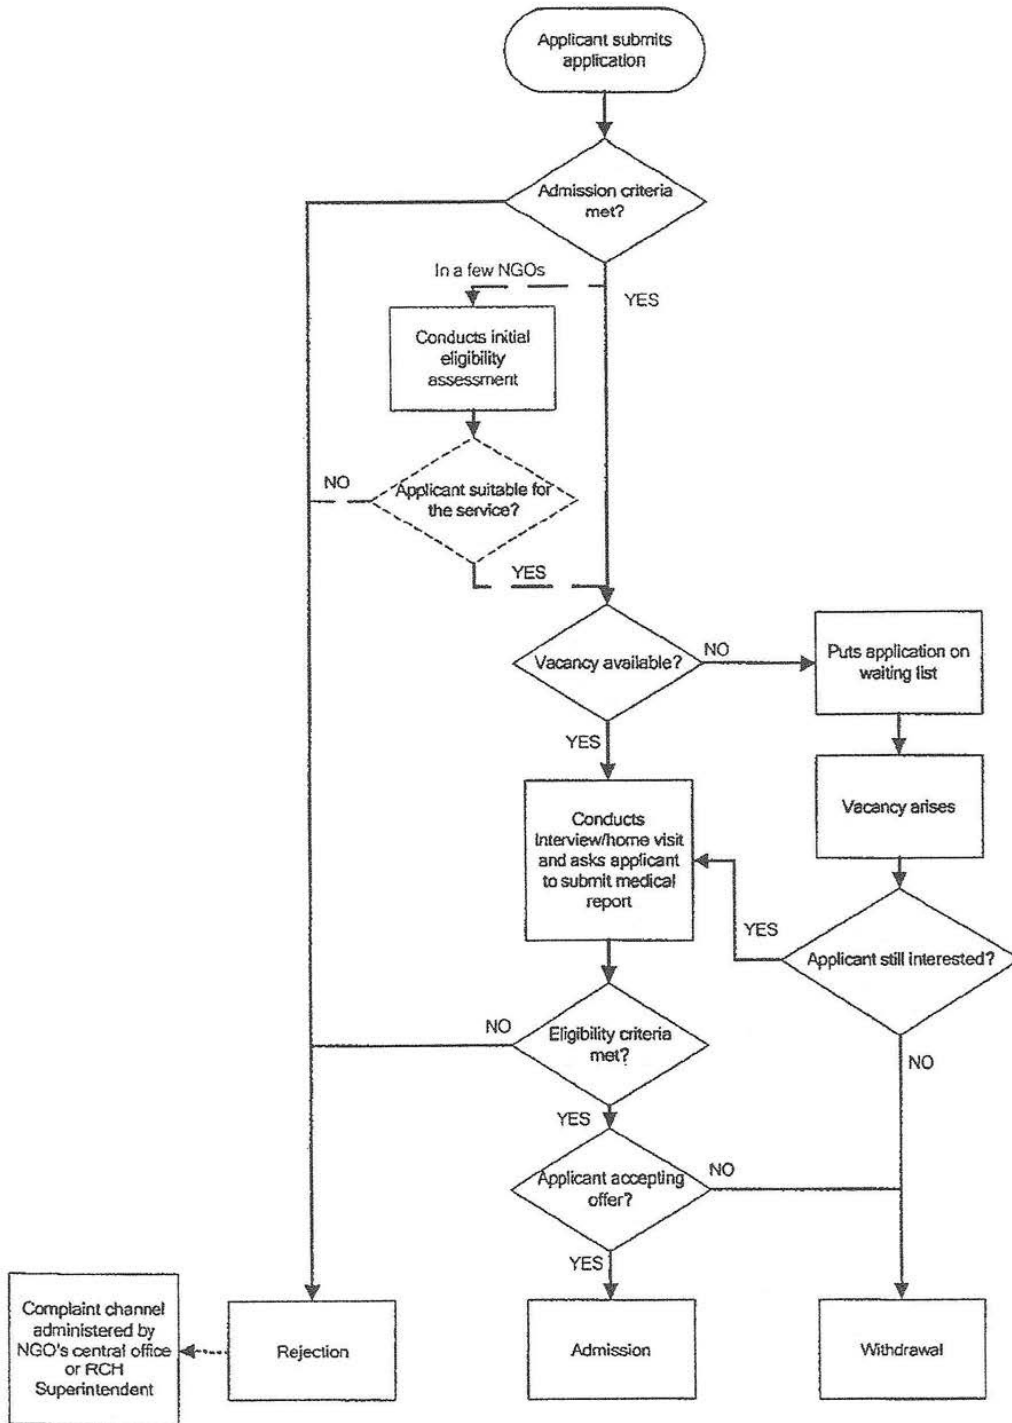 Applicant submits
application
Admission criteria
met?
In a few NGOs
YES
Conducts initial
eligibility
assessment
NO
Applicant suitable for
the service?
YES
Vacancy available?
NO
Puts application on
waiting list
YES
Vacancy arises
Conducts
Interview/home visit
and asks applicant
to submit medical
report
YES
Applicant still interested?
NO
Eligibility criteria
met?
NO
YES
Applicant accepting
offer?
NO
YES
Complaint channel
administered by
NGO's central office
or RCH
Superintendent
Rejection
Admission
Withdrawal